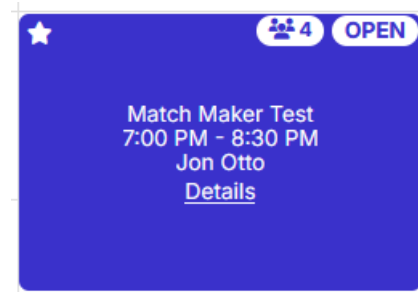 4 OPEN
Match Maker Test
7:00 PM - 8:30 PM
Jon Otto
Details